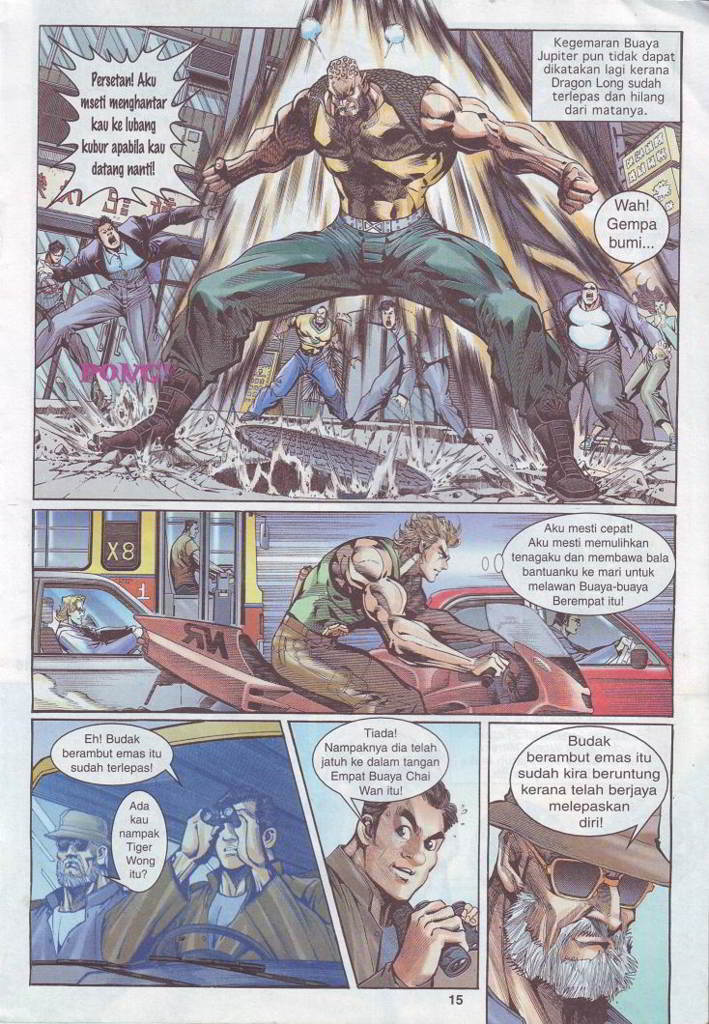 Persetan! Aku
mseti menghantar
kau ke lubang
kubur apabila kau
datang nanti!
Kegemaran Buaya
Jupiter pun tidak dapat
dikatakan lagi kerana
Dragon Long sudah
terlepas dan hilang
dari matanya.
Wah!
Gempa
bumi...
X8
1
Aku mesti cepat!
Aku mesti memulihkan
tenagaku dan membawa bala
bantuanku ke mari untuk
melawan Buaya-buaya
Berempat itu!
Eh! Budak
berambut emas itu
sudah terlepas!
Ada
kau
nampak
Tiger
Wong
itu?
Tiada!
Nampaknya dia telah
jatuh ke dalam tangan
Empat Buaya Chai
Wan itu!
Budak
berambut emas itu
sudah kira beruntung
kerana telah berjaya
melepaskan
diri!
15